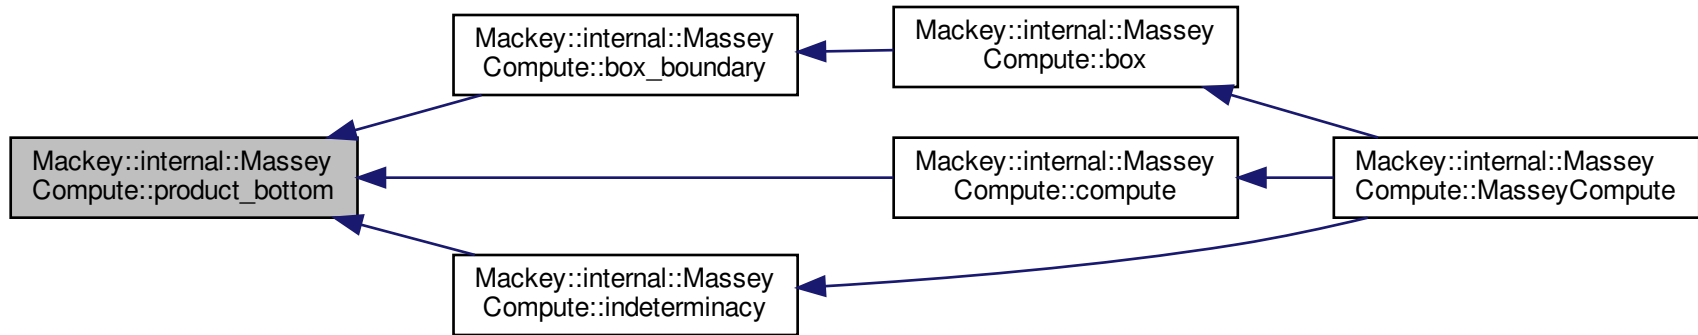 Mackey::internal::Massey
Compute::product_bottom
Mackey::internal::Massey
Compute::box_boundary
Mackey::internal::Massey
Compute::box
Mackey::internal::Massey
Compute::compute
Mackey::internal::Massey
Compute::MasseyCompute
Mackey::internal::Massey
Compute::indeterminacy